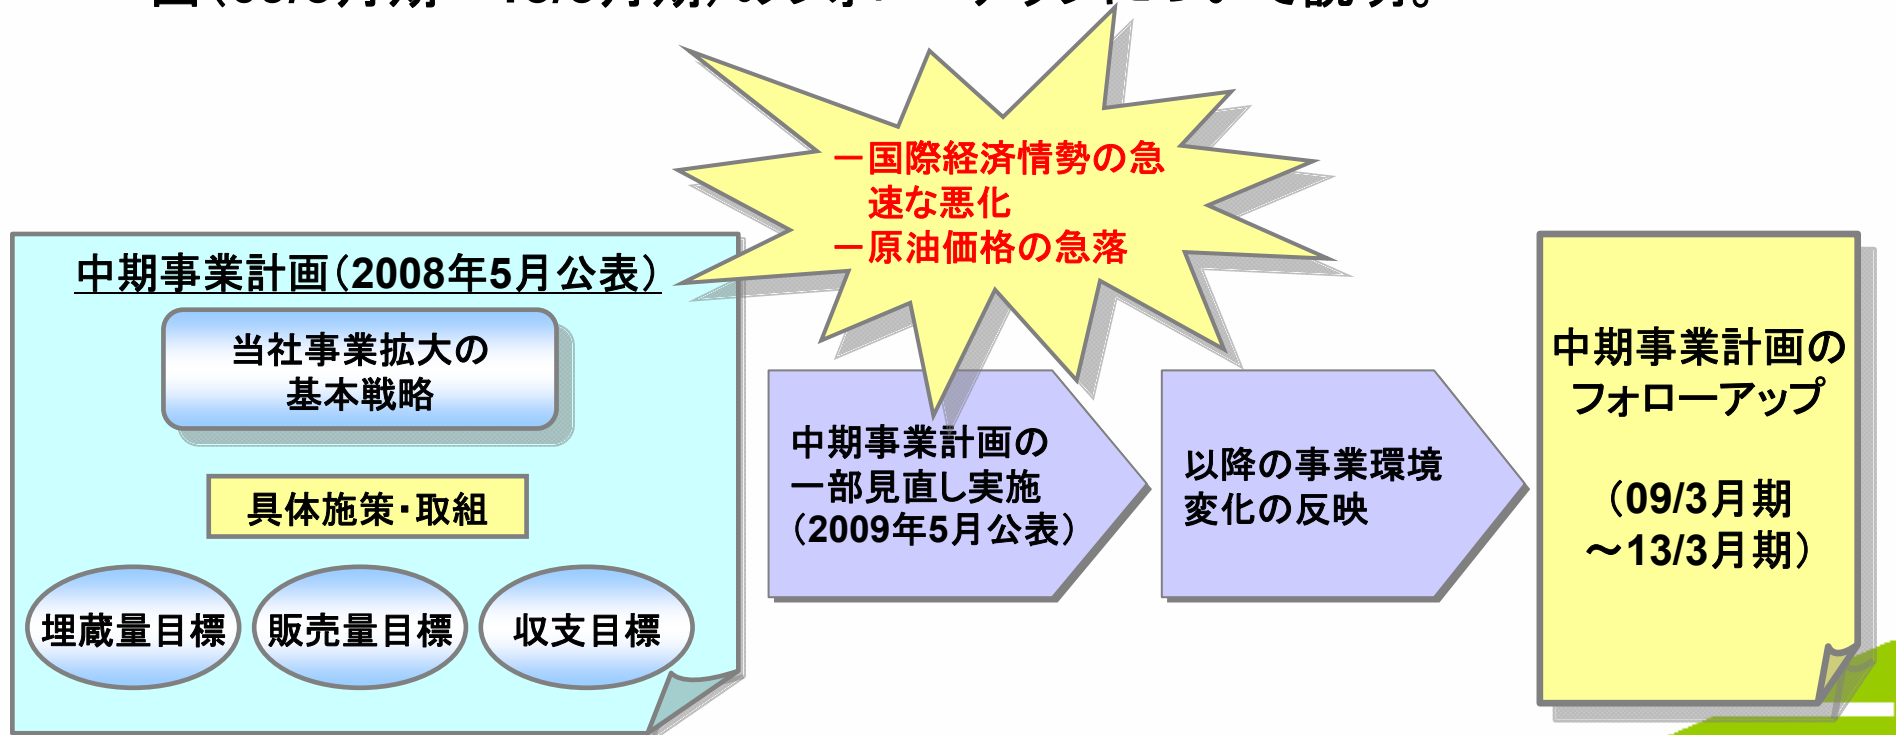 ー国際経済情勢の急
速な悪化
ー原油価格の急落
中期事業計画(2008年5月公表)
当社事業拡大の
基本戦略
具体施策・取組
埋蔵量目標 販売量目標 収支目標
中期事業計画の
一部見直し実施
(2009年5月公表)
以降の事業環境
変化の反映
中期事業計画の
フォローアップ
(09/3月期
~13/3月期)